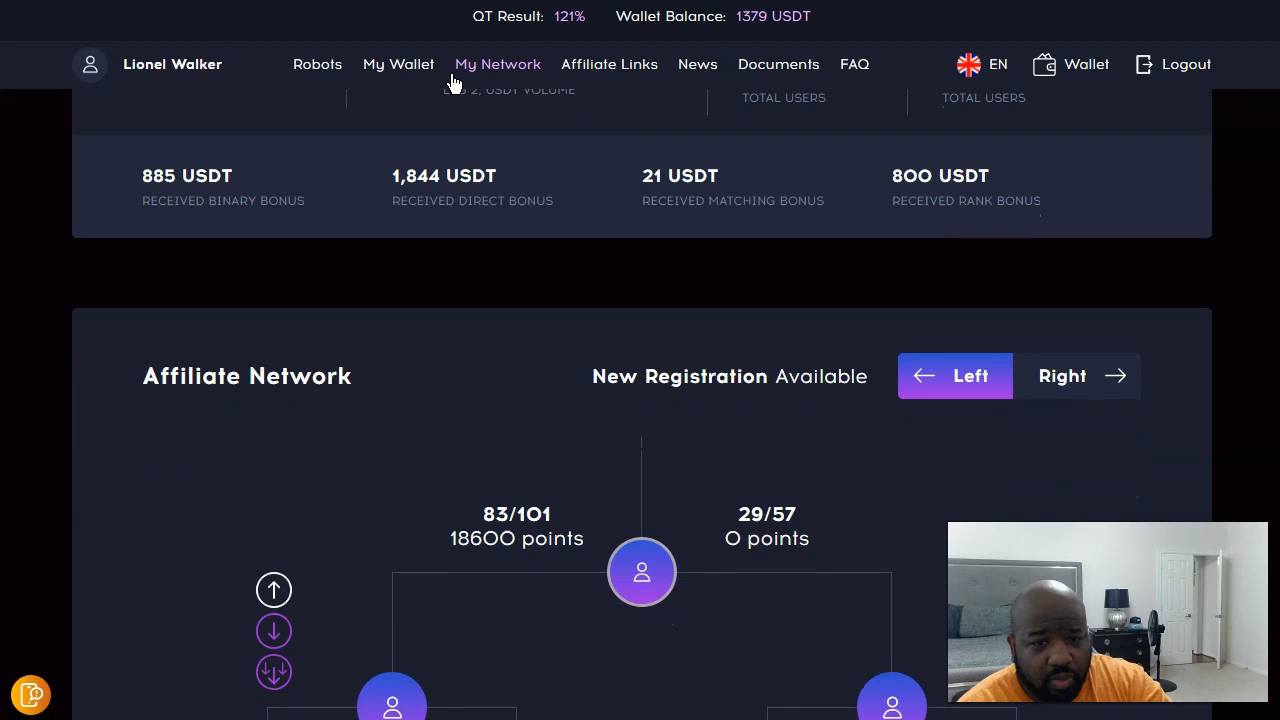 QT Result: 121% Wallet Balance: 1379 USDT
Lionel Walker Robots My Wallet My Network Affiliate Links News Documents FAQ EN Wallet Logout
USDT VOLUME
TOTAL USERS TOTAL USERS
885 USDT 1,844 USDT 21 USDT 800 USDT
RECEIVED BINARY BONUS RECEIVED DIRECT BONUS RECEIVED MATCHING BONUS RECEIVED RANK BONUS
Affiliate Network New Registration Available Left Right
83/101 29/57
18600 points 0 points